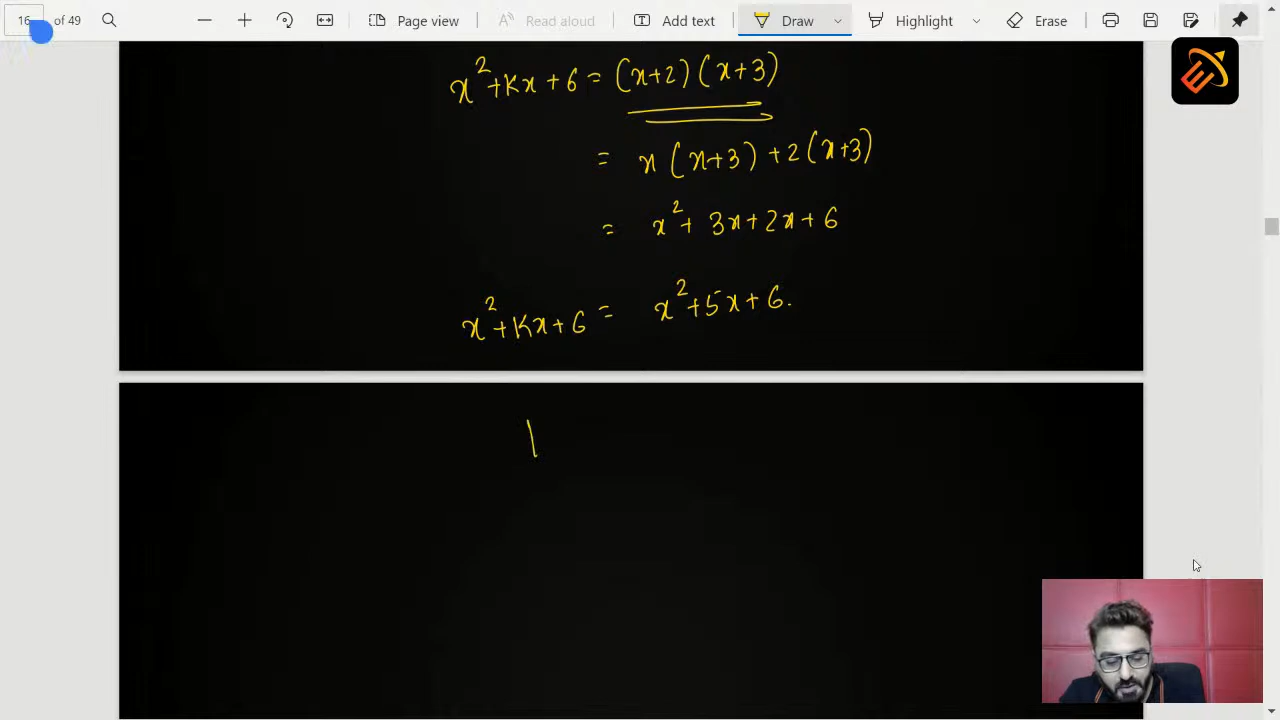 16 of 49 Page view Read aloud Add text Draw Highlight Erase
x²+Kx+6 = (x+2)(x+3)
= x(x+3)+2(x+3)
= x²+3x+2x+6
x²+Kx+6 = x²+5x+6.